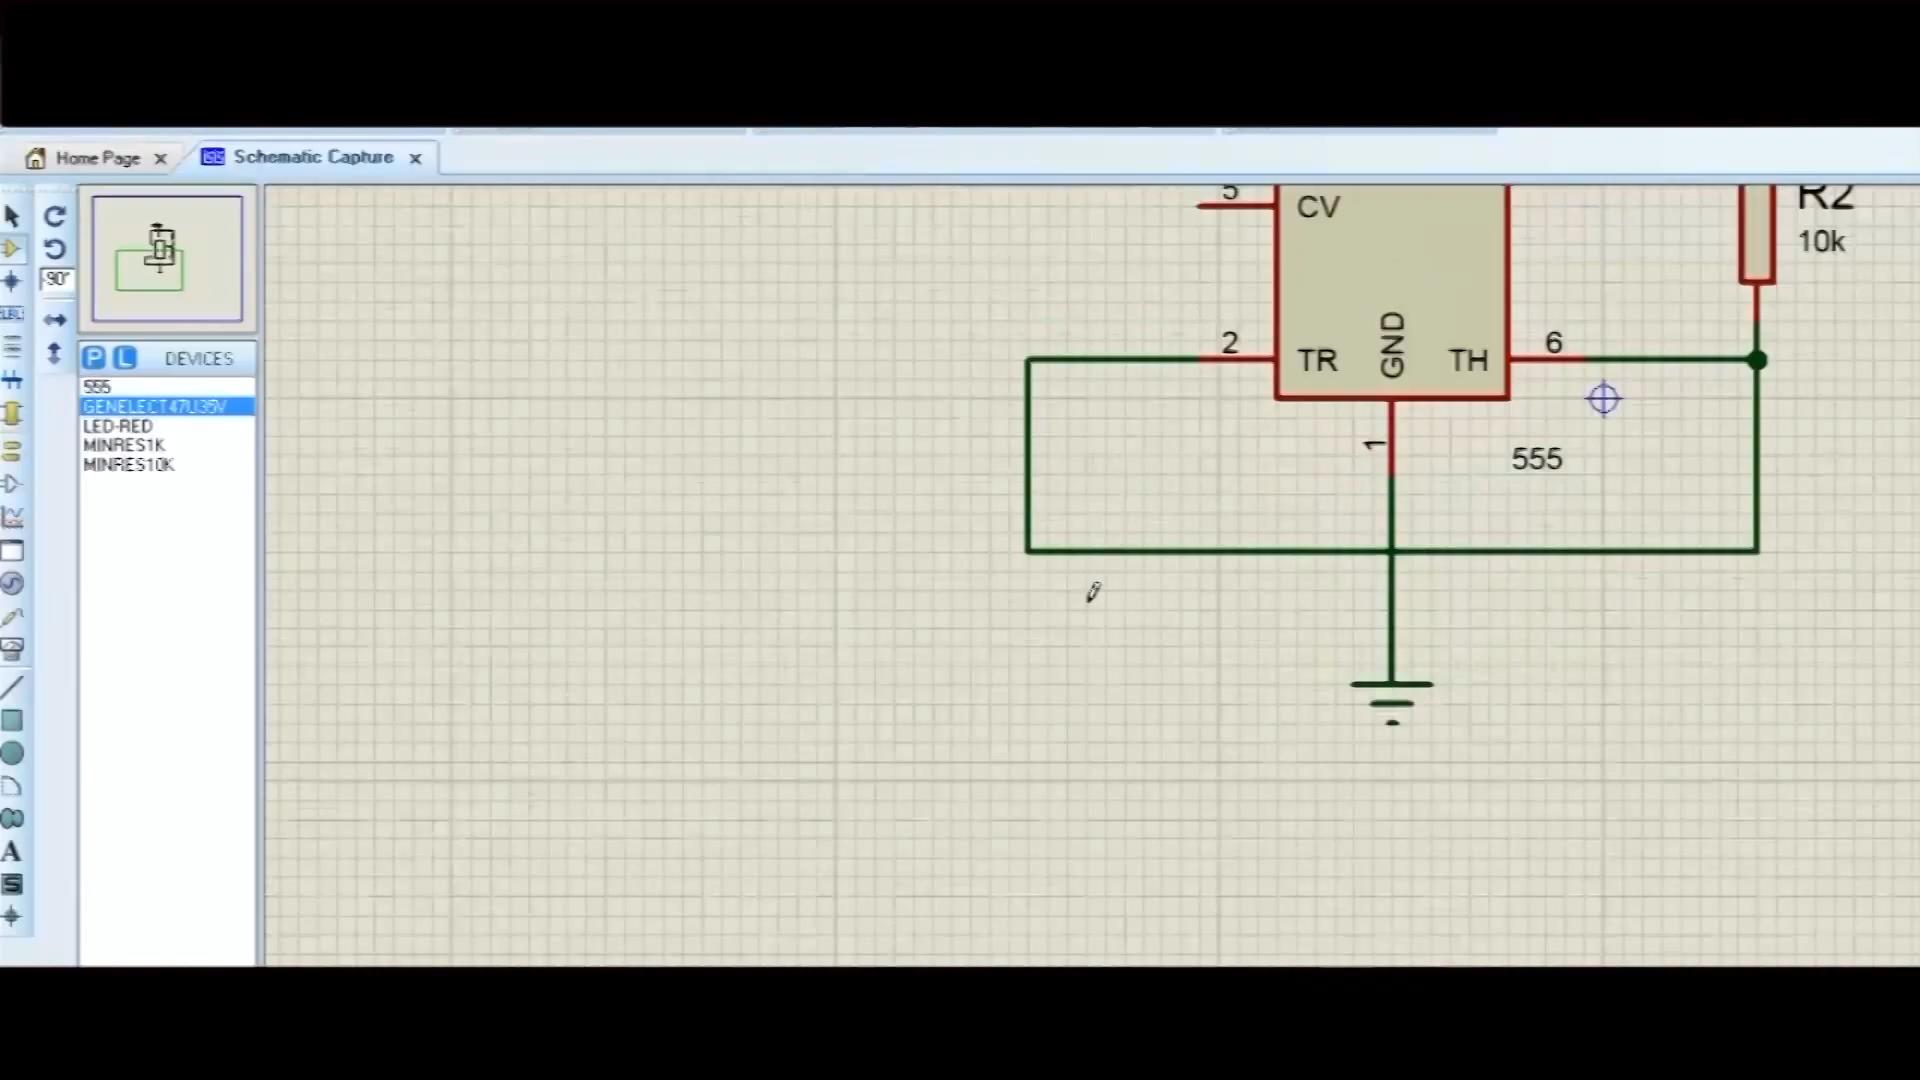 Home Page
Schematic Capture
-90°
LBL
P L DEVICES
555
GENELECT47U35V
LED-RED
MINRES1K
MINRES10K
A
S
5
CV
R2
10k
2
TR
GND
TH
6
1
555